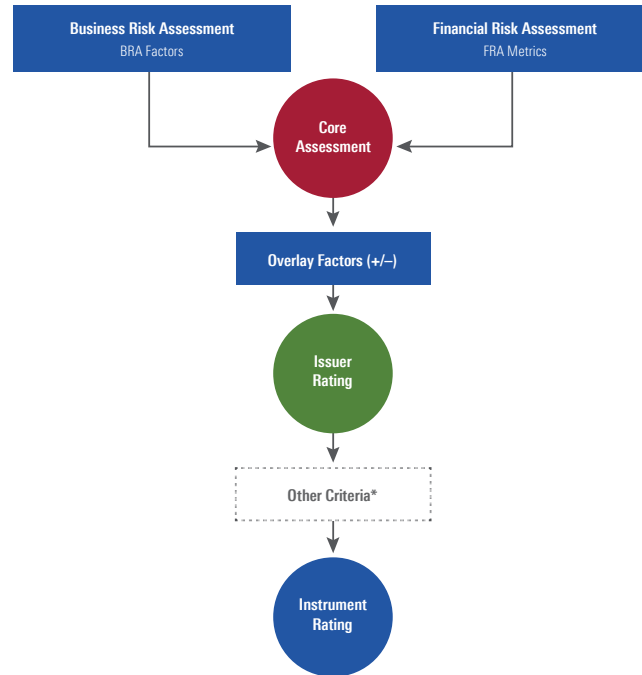 Business Risk Assessment
BRA Factors
Financial Risk Assessment
FRA Metrics
Core
Assessment
Overlay Factors (+/–)
Issuer
Rating
Other Criteria*
Instrument
Rating